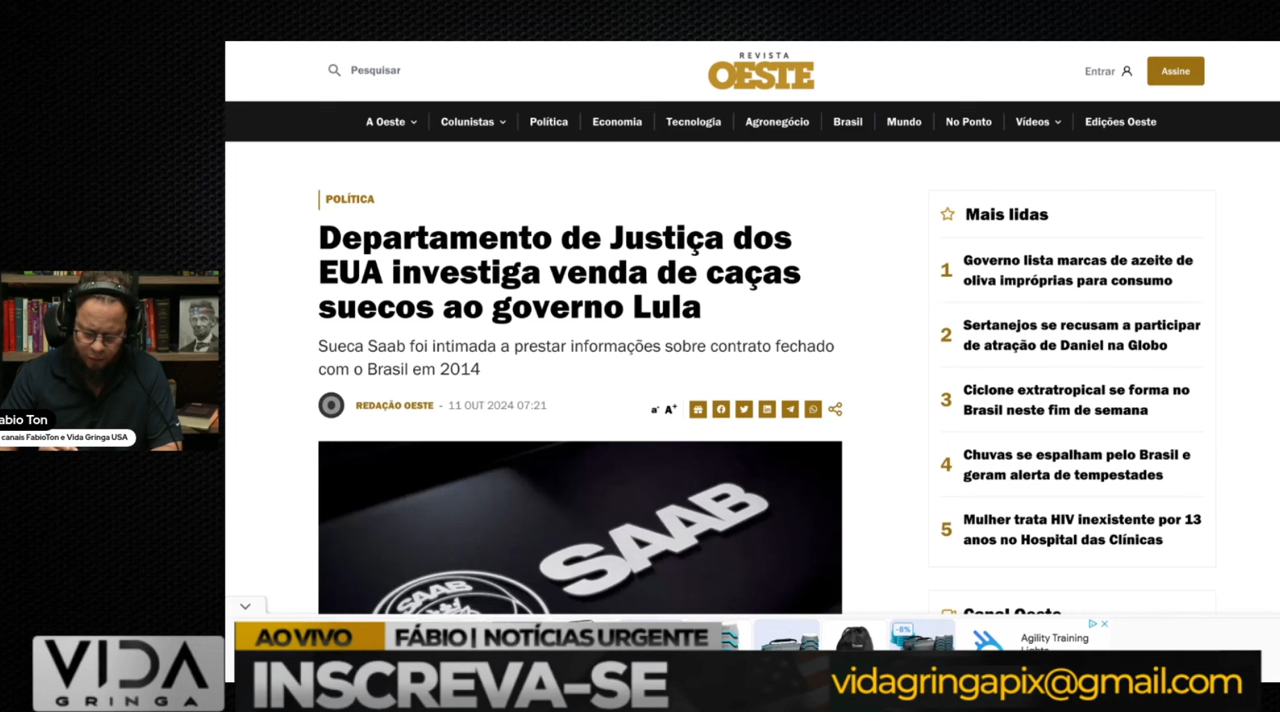 Pesquisar
REVISTA
OESTE
Entrar
Assine
A Oeste
Colunistas
Política
Economia
Tecnologia
Agronegócio
Brasil
Mundo
No Ponto
Vídeos
Edições Oeste
POLÍTICA
Departamento de Justiça dos
EUA investiga venda de caças
suecos ao governo Lula
Sueca Saab foi intimada a prestar informações sobre contrato fechado
com o Brasil em 2014
REDAÇÃO OESTE - 11 OUT 2024 07:21
a- A+
SAAB
SAAB
Mais lidas
1 Governo lista marcas de azeite de
oliva impróprias para consumo
2 Sertanejos se recusam a participar
de atração de Daniel na Globo
3 Ciclone extratropical se forma no
Brasil neste fim de semana
4 Chuvas se espalham pelo Brasil e
geram alerta de tempestades
5 Mulher trata HIV inexistente por 13
anos no Hospital das Clínicas
Canal Oeste
abio Ton
canais FabioTon e Vida Gringa USA
-8%
Agility Training
Lights
VIDA
GRINGA
AO VIVO
FÁBIO | NOTÍCIAS URGENTE
INSCREVA-SE
vidagringapix@gmail.com